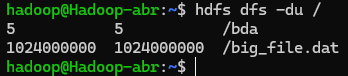 hadoop@Hadoop-abr:~$ hdfs dfs -du /
5           5           /bda
1024000000  1024000000  /big_file.dat
hadoop@Hadoop-abr:~$